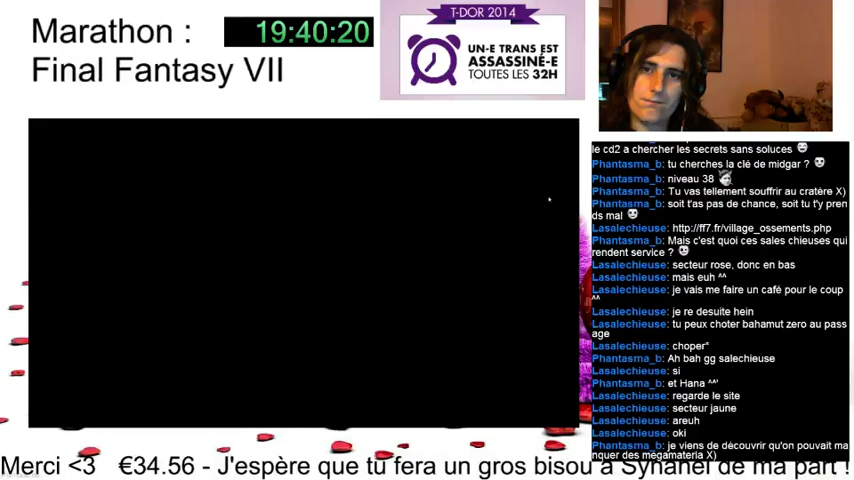 Marathon :
Final Fantasy VII
19:40:20
T-DOR 2014
UN-E TRANS EST
ASSASSINÉ-E
TOUTES LES 32H
le cd2 a chercher les secrets sans soluces
Phantasma_b: tu cherches la clé de midgar ?
Phantasma_b: niveau 38
Phantasma_b: Tu vas tellement souffrir au cratère X)
Phantasma_b: soit t'as pas de chance, soit tu t'y pren
ds mal
Lasalechieuse: http://ff7.fr/village_ossements.php
Phantasma_b: Mais c'est quoi ces sales chieuses qui
rendent service ?
Lasalechieuse: secteur rose, donc en bas
Lasalechieuse: mais euh ^^
Lasalechieuse: je vais me faire un café pour le coup
^^
Lasalechieuse: je re desuite hein
Lasalechieuse: tu peux choter bahamut zero au pass
age
Lasalechieuse: choper*
Phantasma_b: Ah bah gg salechieuse
Lasalechieuse: si
Phantasma_b: et Hana ^^'
Lasalechieuse: regarde le site
Lasalechieuse: secteur jaune
Lasalechieuse: areuh
Lasalechieuse: oki
Phantasma_b: je viens de découvrir qu'on pouvait ma
nquer des mégamateria X)
Merci <3 €34.56 - J'espère que tu fera un gros bisou à Synahel de ma part !